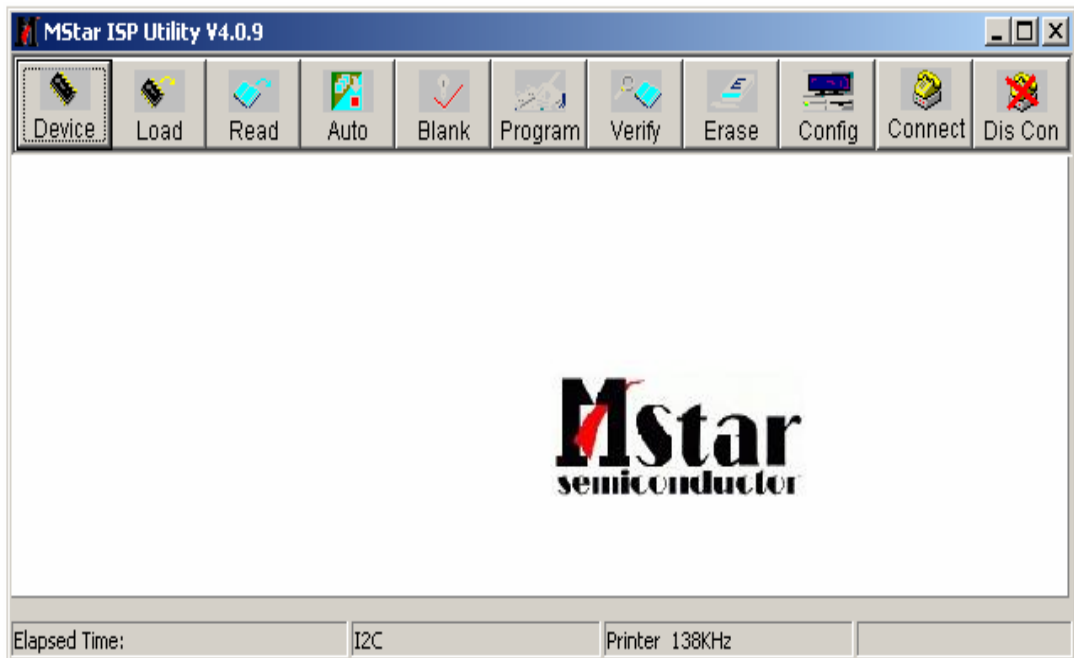 MStar ISP Utility V4.0.9
Device Load Read Auto Blank Program Verify Erase Config Connect Dis Con
MStar
semiconductor
Elapsed Time: I2C Printer 138KHz